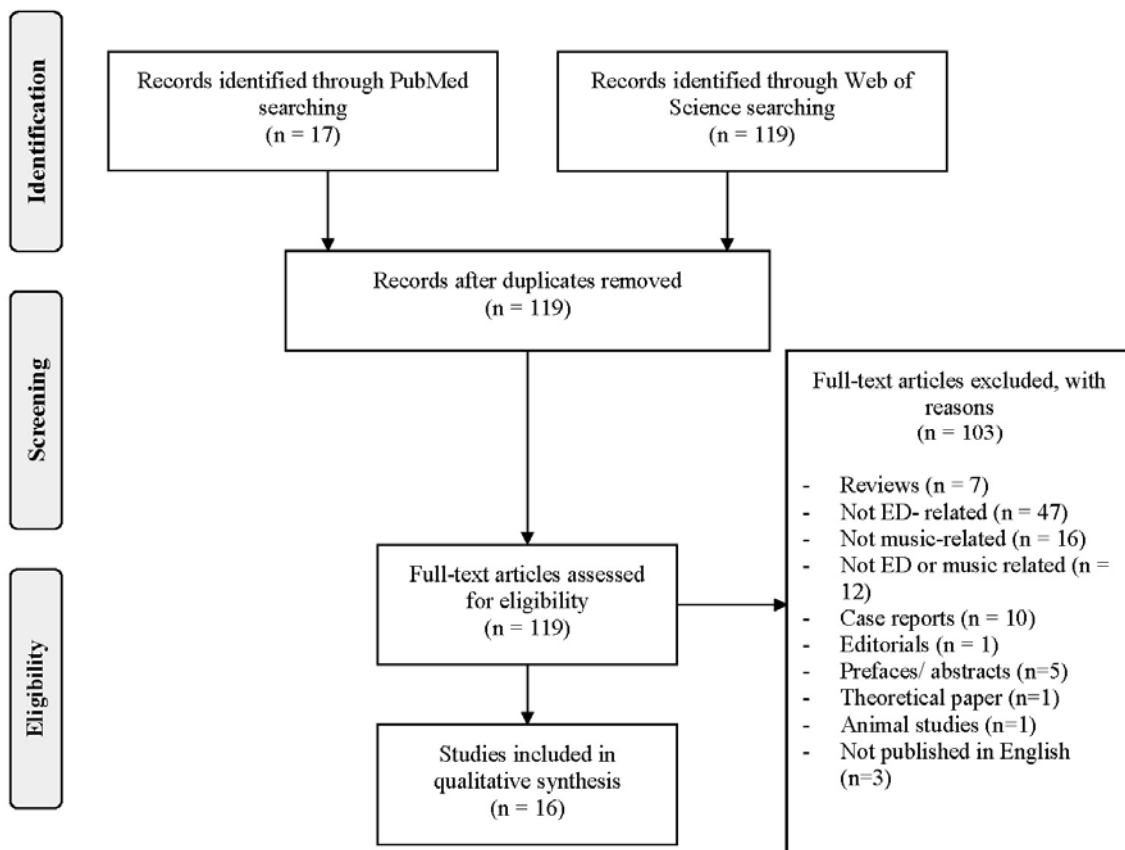 Identification
Records identified through PubMed
searching
(n = 17)
Records identified through Web of
Science searching
(n = 119)
Records after duplicates removed
(n = 119)
Screening
Full-text articles excluded, with
reasons
(n = 103)
- Reviews (n = 7)
- Not ED- related (n = 47)
- Not music-related (n = 16)
- Not ED or music related (n =
12)
- Case reports (n = 10)
- Editorials (n = 1)
- Prefaces/ abstracts (n=5)
- Theoretical paper (n=1)
- Animal studies (n=1)
- Not published in English
(n=3)
Full-text articles assessed
for eligibility
(n = 119)
Eligibility
Studies included in
qualitative synthesis
(n = 16)